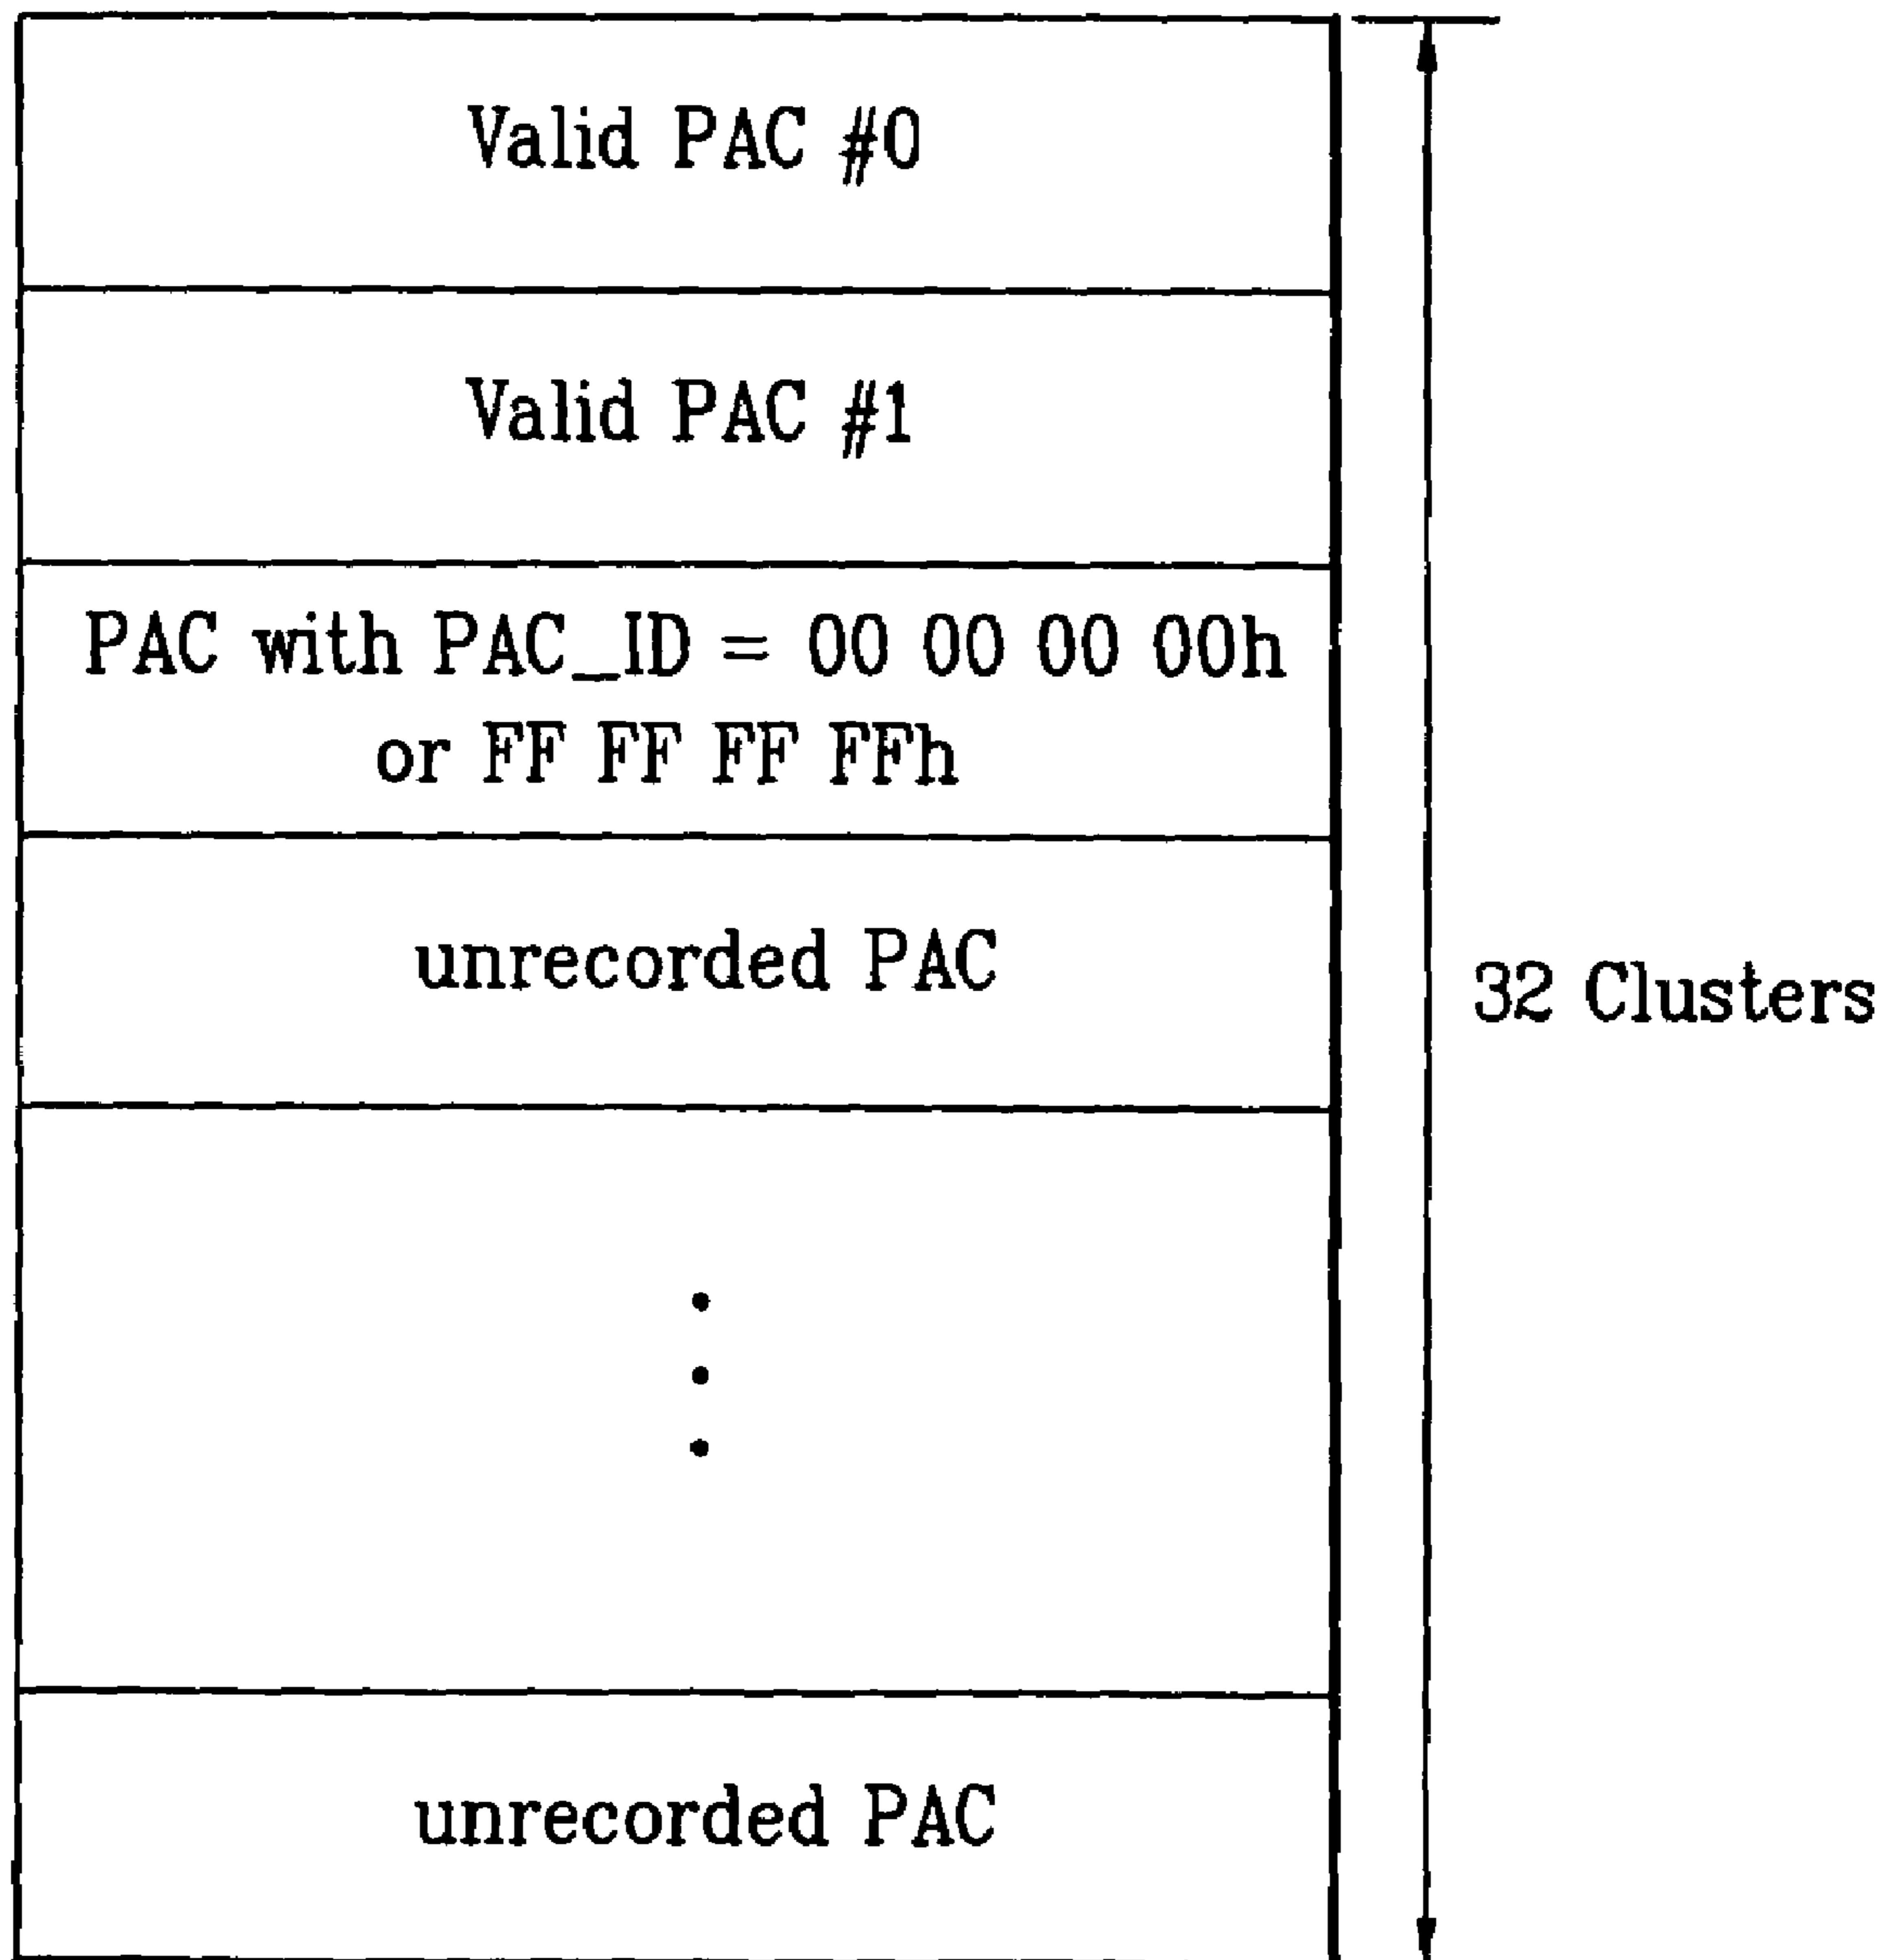 Valid PAC #0
Valid PAC #1
PAC with PAC_ID = 00 00 00 00h
or FF FF FF FFh
unrecorded PAC
32 Clusters
unrecorded PAC